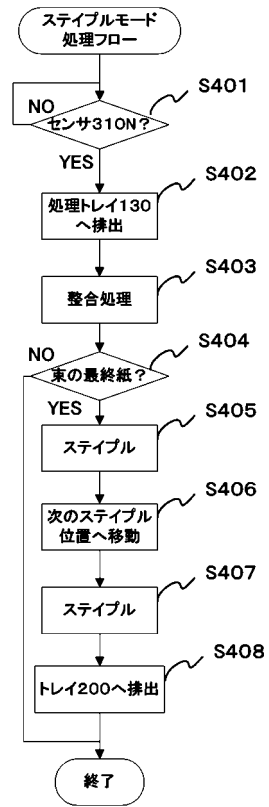 ステイプルモード
処理フロー
S401
NO
センサ31ON？
YES
S402
処理トレイ130
へ排出
S403
整合処理
S404
NO
束の最終紙？
YES
S405
ステイプル
S406
次のステイプル
位置へ移動
S407
ステイプル
S408
トレイ200へ排出
終了